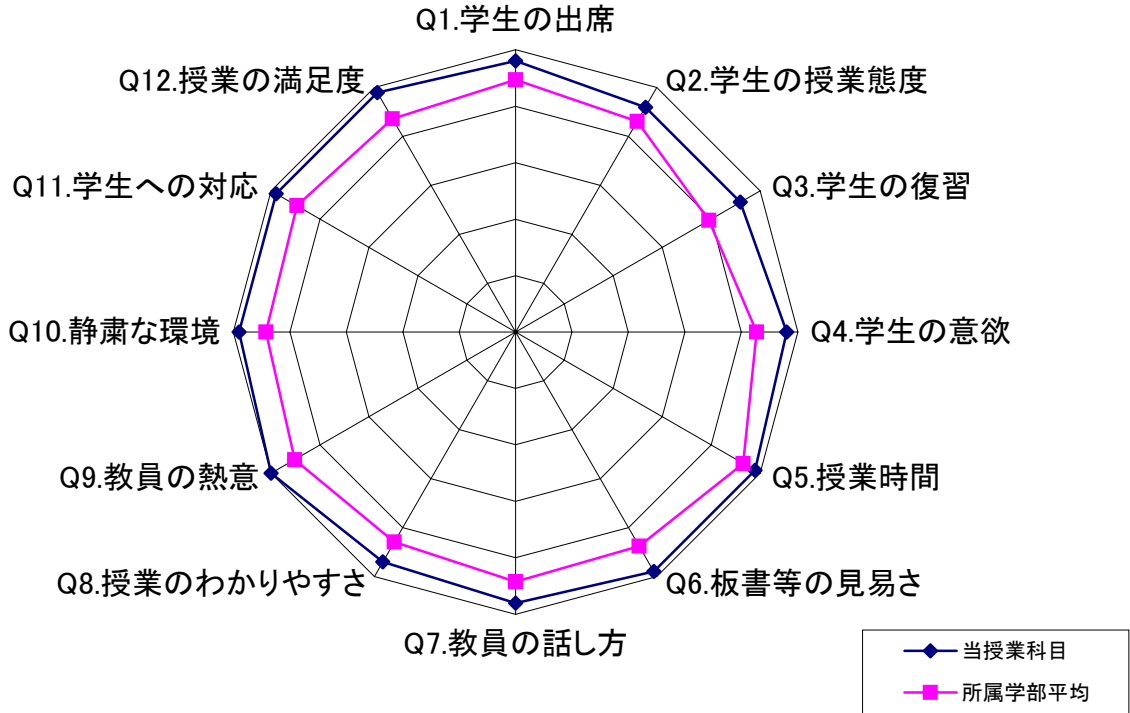 Q1.学生の出席
Q2.学生の授業態度
Q3.学生の復習
Q4.学生の意欲
Q5.授業時間
Q6.板書等の見易さ
Q7.教員の話し方
Q8.授業のわかりやすさ
Q9.教員の熱意
Q10.静粛な環境
Q11.学生への対応
Q12.授業の満足度
当授業科目
所属学部平均